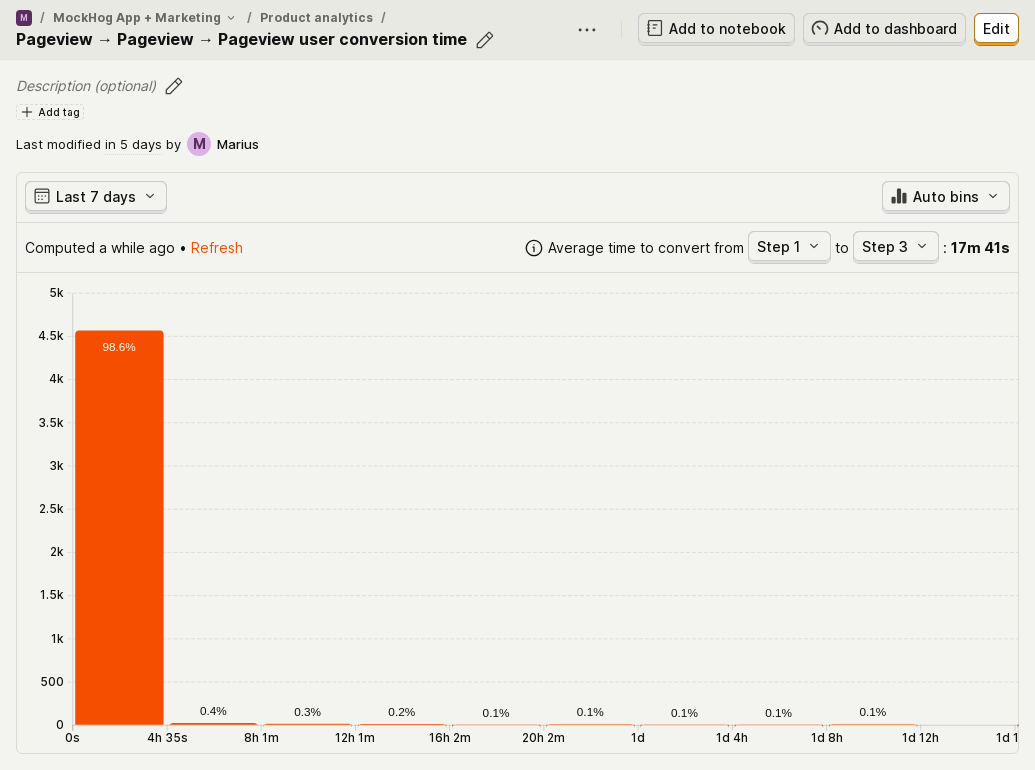 M / MockHog App + Marketing / Product analytics /
Pageview → Pageview → Pageview user conversion time
Add to notebook
Add to dashboard
Edit
Description (optional)
Add tag
Last modified in 5 days by M Marius
Last 7 days
Auto bins
Computed a while ago • Refresh
Average time to convert from Step 1 to Step 3 : 17m 41s
5k
4.5k
98.6%
4k
3.5k
3k
2.5k
2k
1.5k
1k
500
0.4% 0.3% 0.2% 0.1% 0.1% 0.1% 0.1% 0.1%
0
0s 4h 35s 8h 1m 12h 1m 16h 2m 20h 2m 1d 1d 4h 1d 8h 1d 12h 1d 1